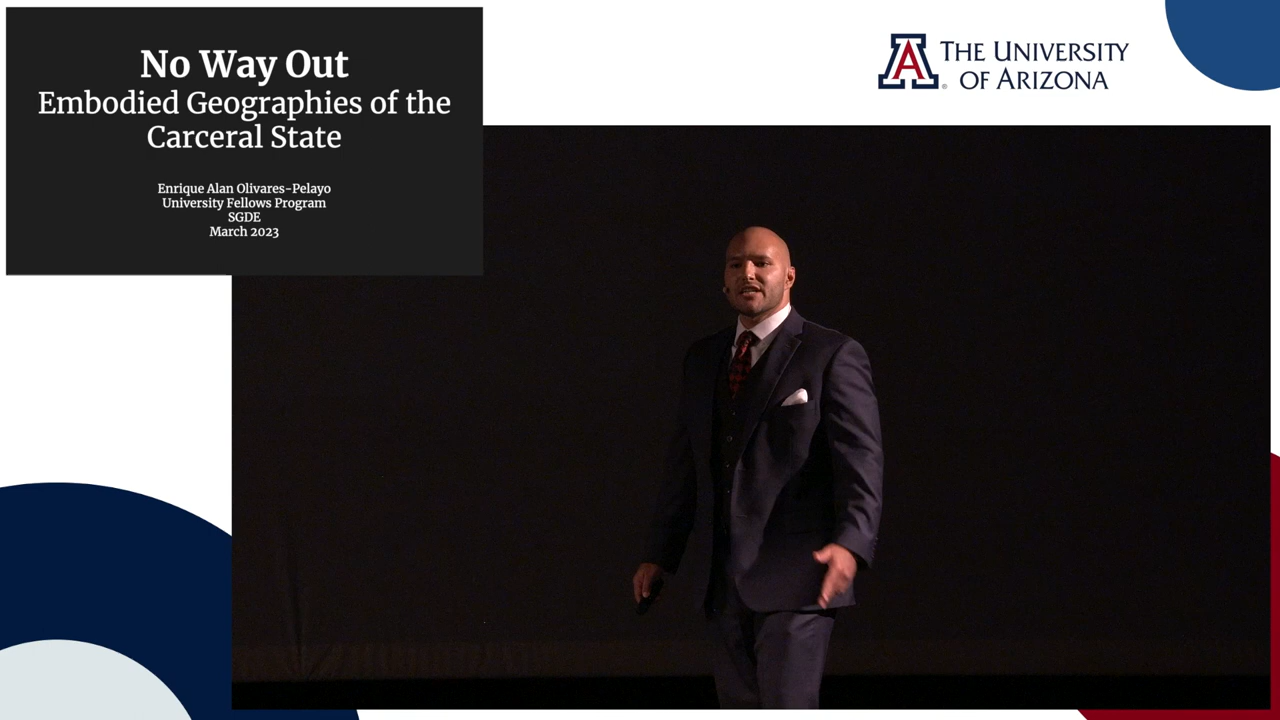 No Way Out
Embodied Geographies of the
Carceral State
Enrique Alan Olivares-Pelayo
University Fellows Program
SGDE
March 2023
A
THE UNIVERSITY
OF ARIZONA